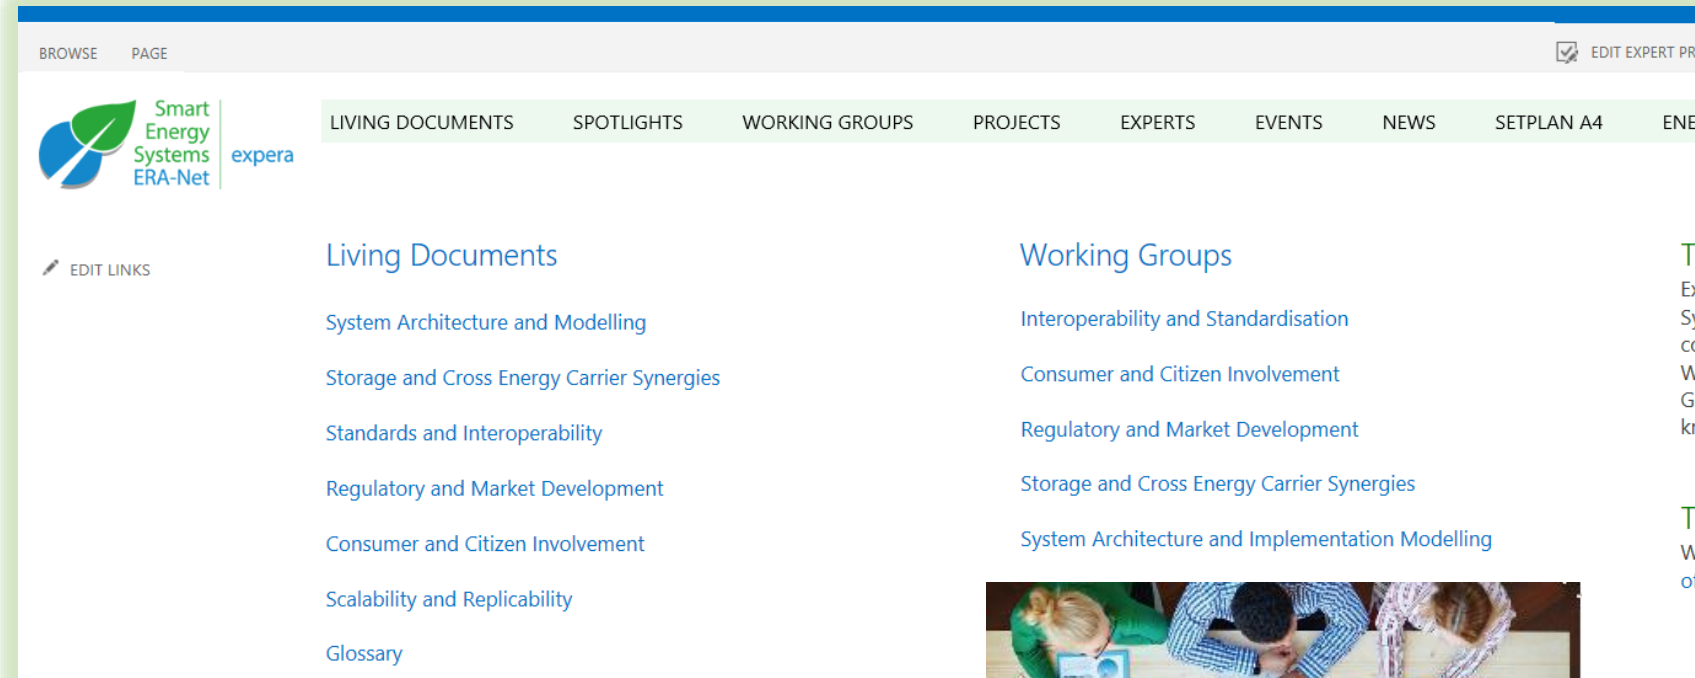 BROWSE PAGE
EDIT EXPERT
Smart
Energy
Systems
ERA-Net
expera
LIVING DOCUMENTS SPOTLIGHTS WORKING GROUPS PROJECTS EXPERTS EVENTS NEWS SETPLAN A4
EDIT LINKS
Living Documents
System Architecture and Modelling
Storage and Cross Energy Carrier Synergies
Standards and Interoperability
Regulatory and Market Development
Consumer and Citizen Involvement
Scalability and Replicability
Glossary
Working Groups
Interoperability and Standardisation
Consumer and Citizen Involvement
Regulatory and Market Development
Storage and Cross Energy Carrier Synergies
System Architecture and Implementation Modelling